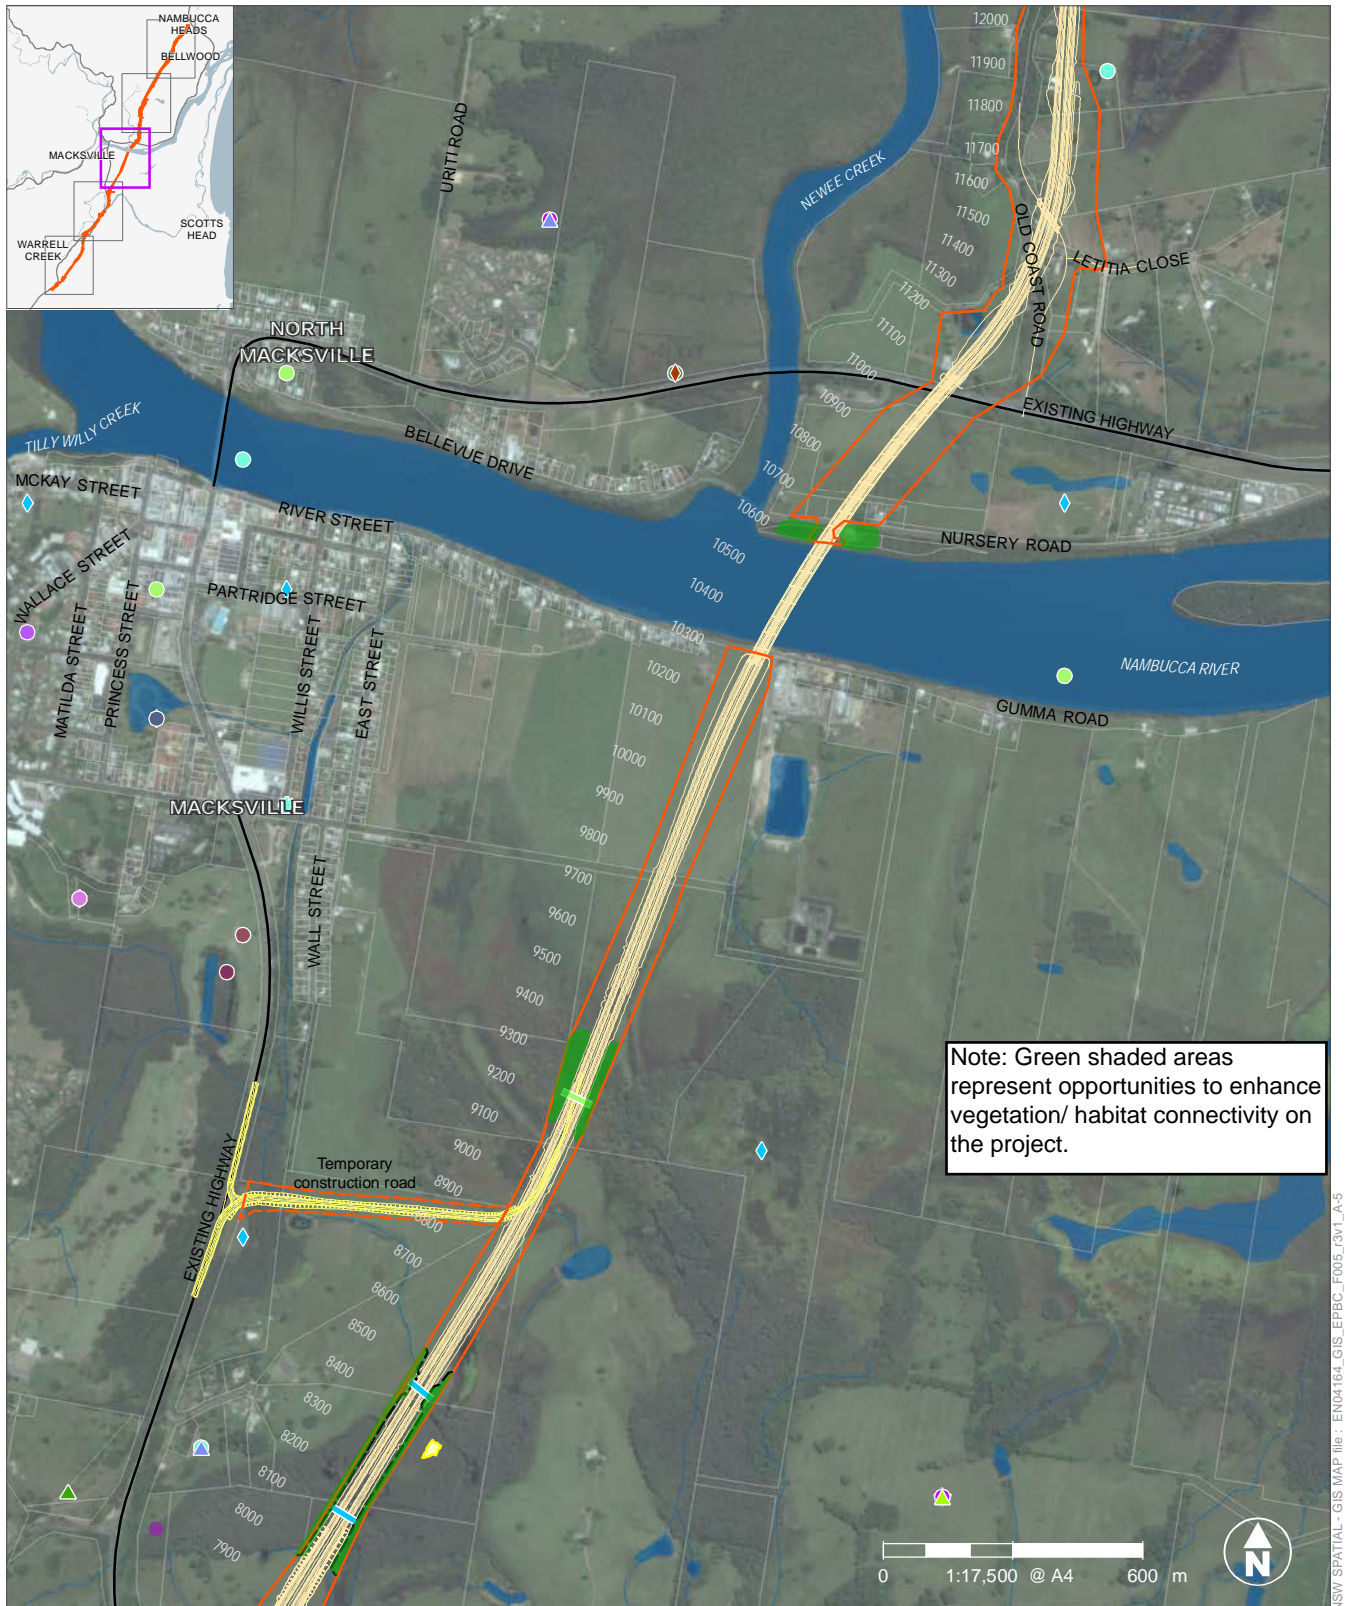 NAMBUCCA
HEADS
BELLWOOD
MACKSVILLE
SCOTTS
HEAD
WARRELL
CREEK
12000
11900
11800
11700
11600
11500
11400
11300
11200
11100
11000
10900
10800
10700
10600
10500
10400
10300
10200
10100
10000
9900
9800
9700
9600
9500
9400
9300
9200
9100
9000
8900
8800
8700
8600
8500
8400
8300
8200
8100
8000
7900
URITI ROAD
NEWEE CREEK
OLD COAST ROAD
LETITIA CLOSE
NORTH
MACKSVILLE
EXISTING HIGHWAY
TILLY WILLY CREEK
BELLEVUE DRIVE
MCKAY STREET
RIVER STREET
NURSERY ROAD
WALLACE STREET
PARTRIDGE STREET
MATILDA STREET
PRINCESS STREET
WILLIS STREET
EAST STREET
NAMBUCCA RIVER
GUMMA ROAD
MACKSVILLE
WALL STREET
Note: Green shaded areas
represent opportunities to enhance
vegetation/ habitat connectivity on
the project.
EXISTING HIGHWAY
Temporary
construction road
0 1:17,500 @ A4 600 m
N
NSW SPATIAL - GIS MAP file : EN04164_GIS_EPBC_F005_r3v1_A-5